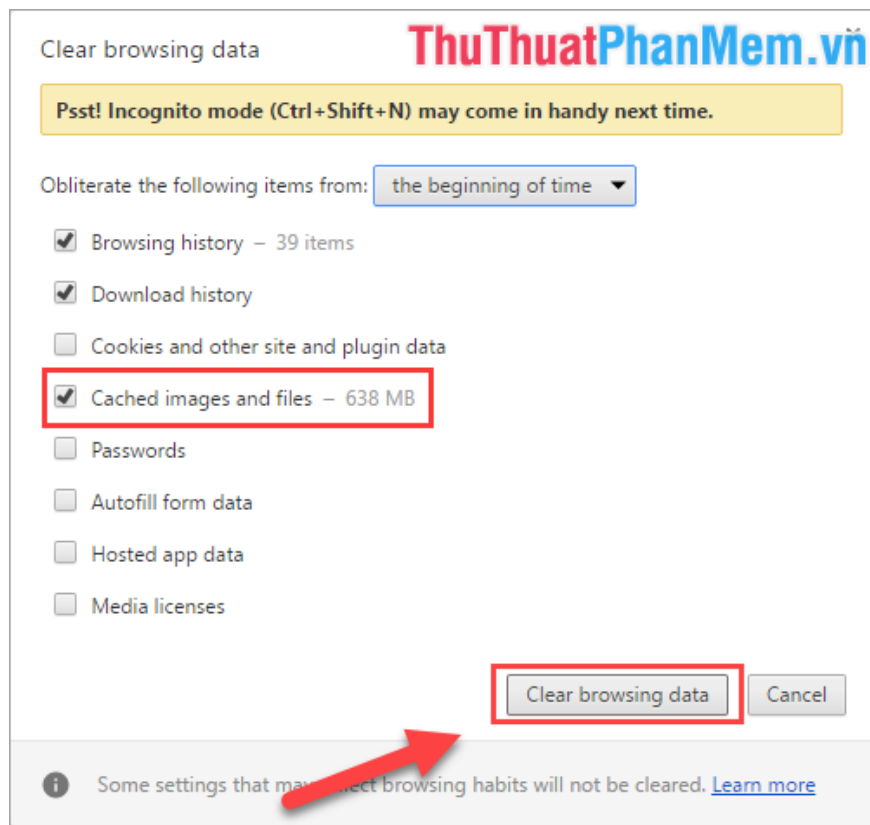 Clear browsing data
ThuThuatPhanMem.vn
Psst! Incognito mode (Ctrl+Shift+N) may come in handy next time.
Obliterate the following items from: the beginning of time
Browsing history – 39 items
Download history
Cookies and other site and plugin data
Cached images and files – 638 MB
Passwords
Autofill form data
Hosted app data
Media licenses
Clear browsing data Cancel
Some settings that browsing habits will not be cleared. Learn more